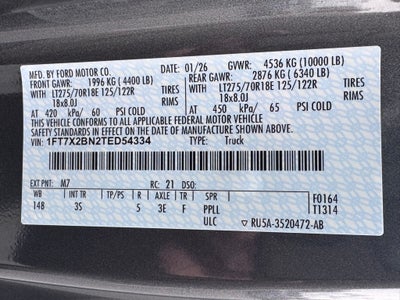 MFD. BY FORD MOTOR CO. 01/26 GVWR: 4536 KG (10000 LB)
FRONT GAWR: 1996 KG (4400 LB) REAR GAWR: 2876 KG (6340 LB)
WITH LT275/70R18E 125/122R TIRES WITH LT275/70R18E 125/122R TIRES
18x8.0J RIMS 18x8.0J RIMS
AT 420 kPa/ 60 PSI COLD AT 450 kPa/ 65 PSI COLD
THIS VEHICLE CONFORMS TO ALL APPLICABLE FEDERAL MOTOR VEHICLE
SAFETY STANDARDS IN EFFECT ON THE DATE OF MANUFACTURE SHOWN ABOVE.
VIN: 1FT7X2BN2TED54334 TYPE: Truck
EXT PNT: M7 RC: 21 DSO:
WB INT TR TP/PS R AXLE TR SPR F0164
148 3S 5 3E F PPLL T1314
ULC RU5A-3520472-AB